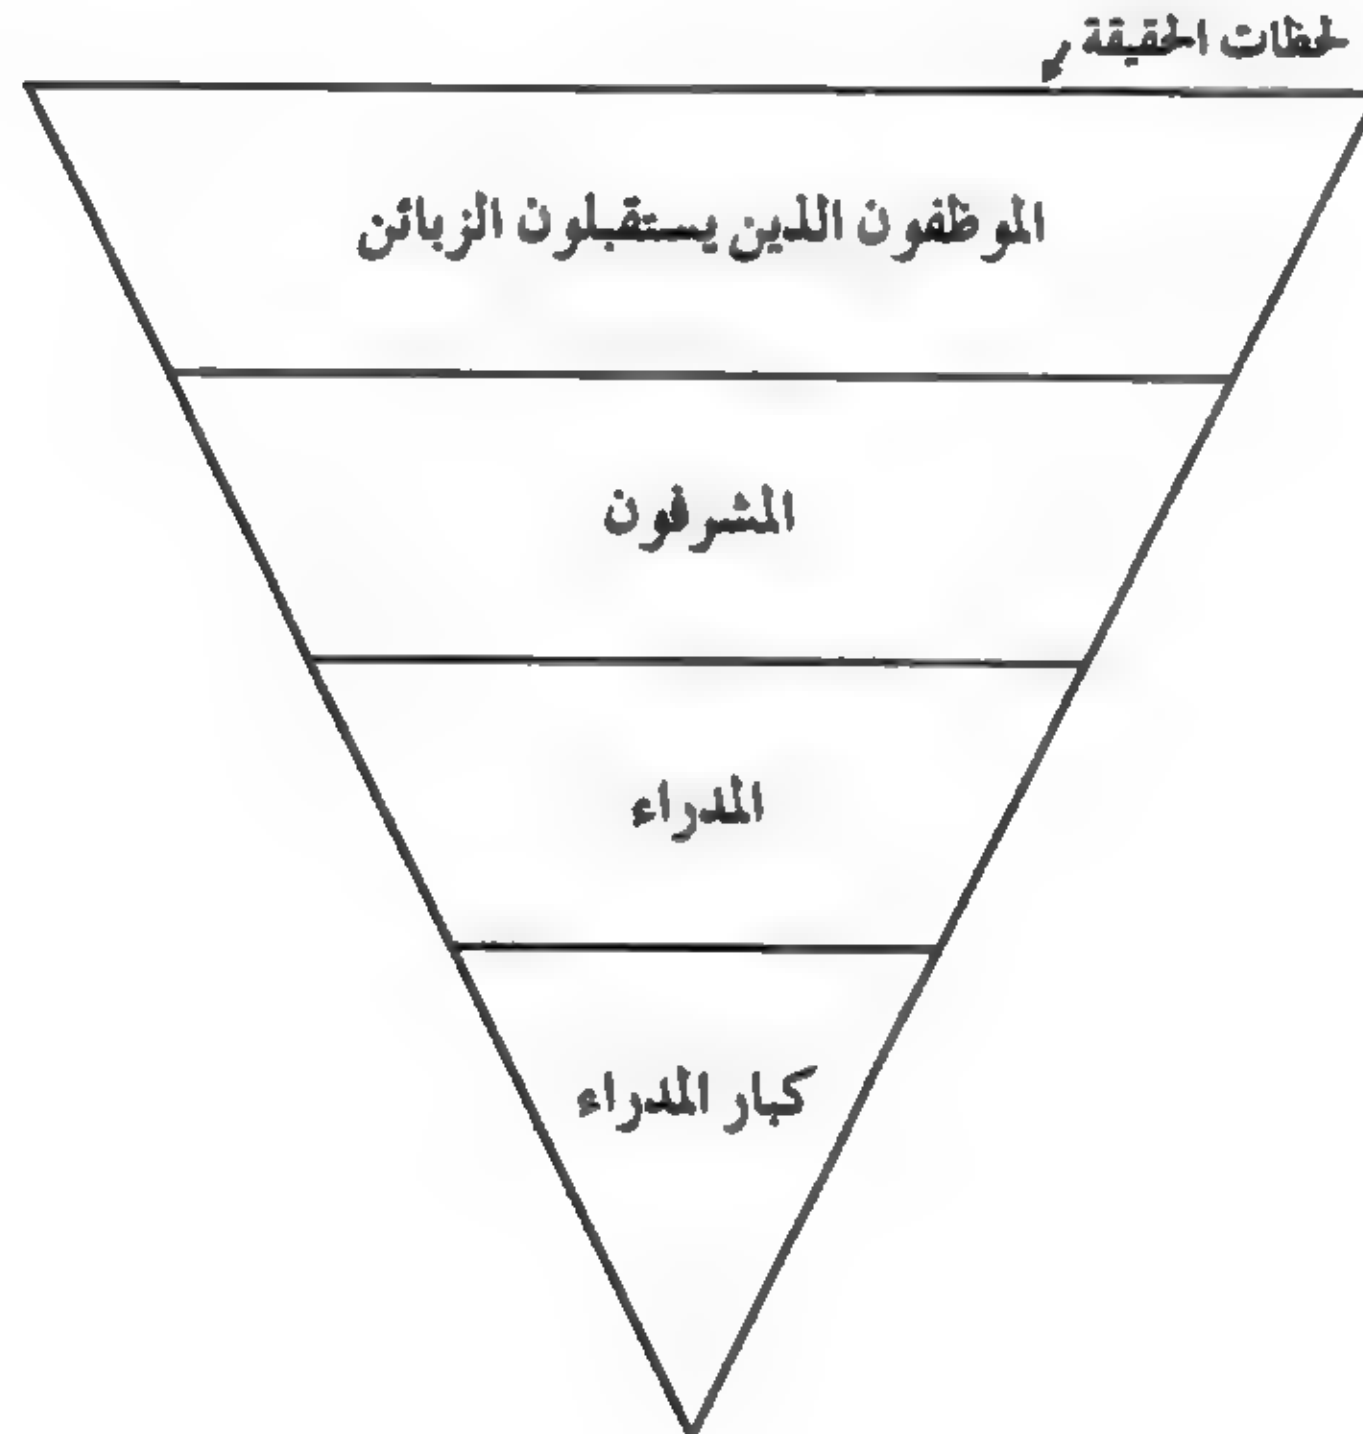 لحظات الحقيقة
الموظفون الذين يستقبلون الزبائن
المشرفون
المدراء
كبار المدراء